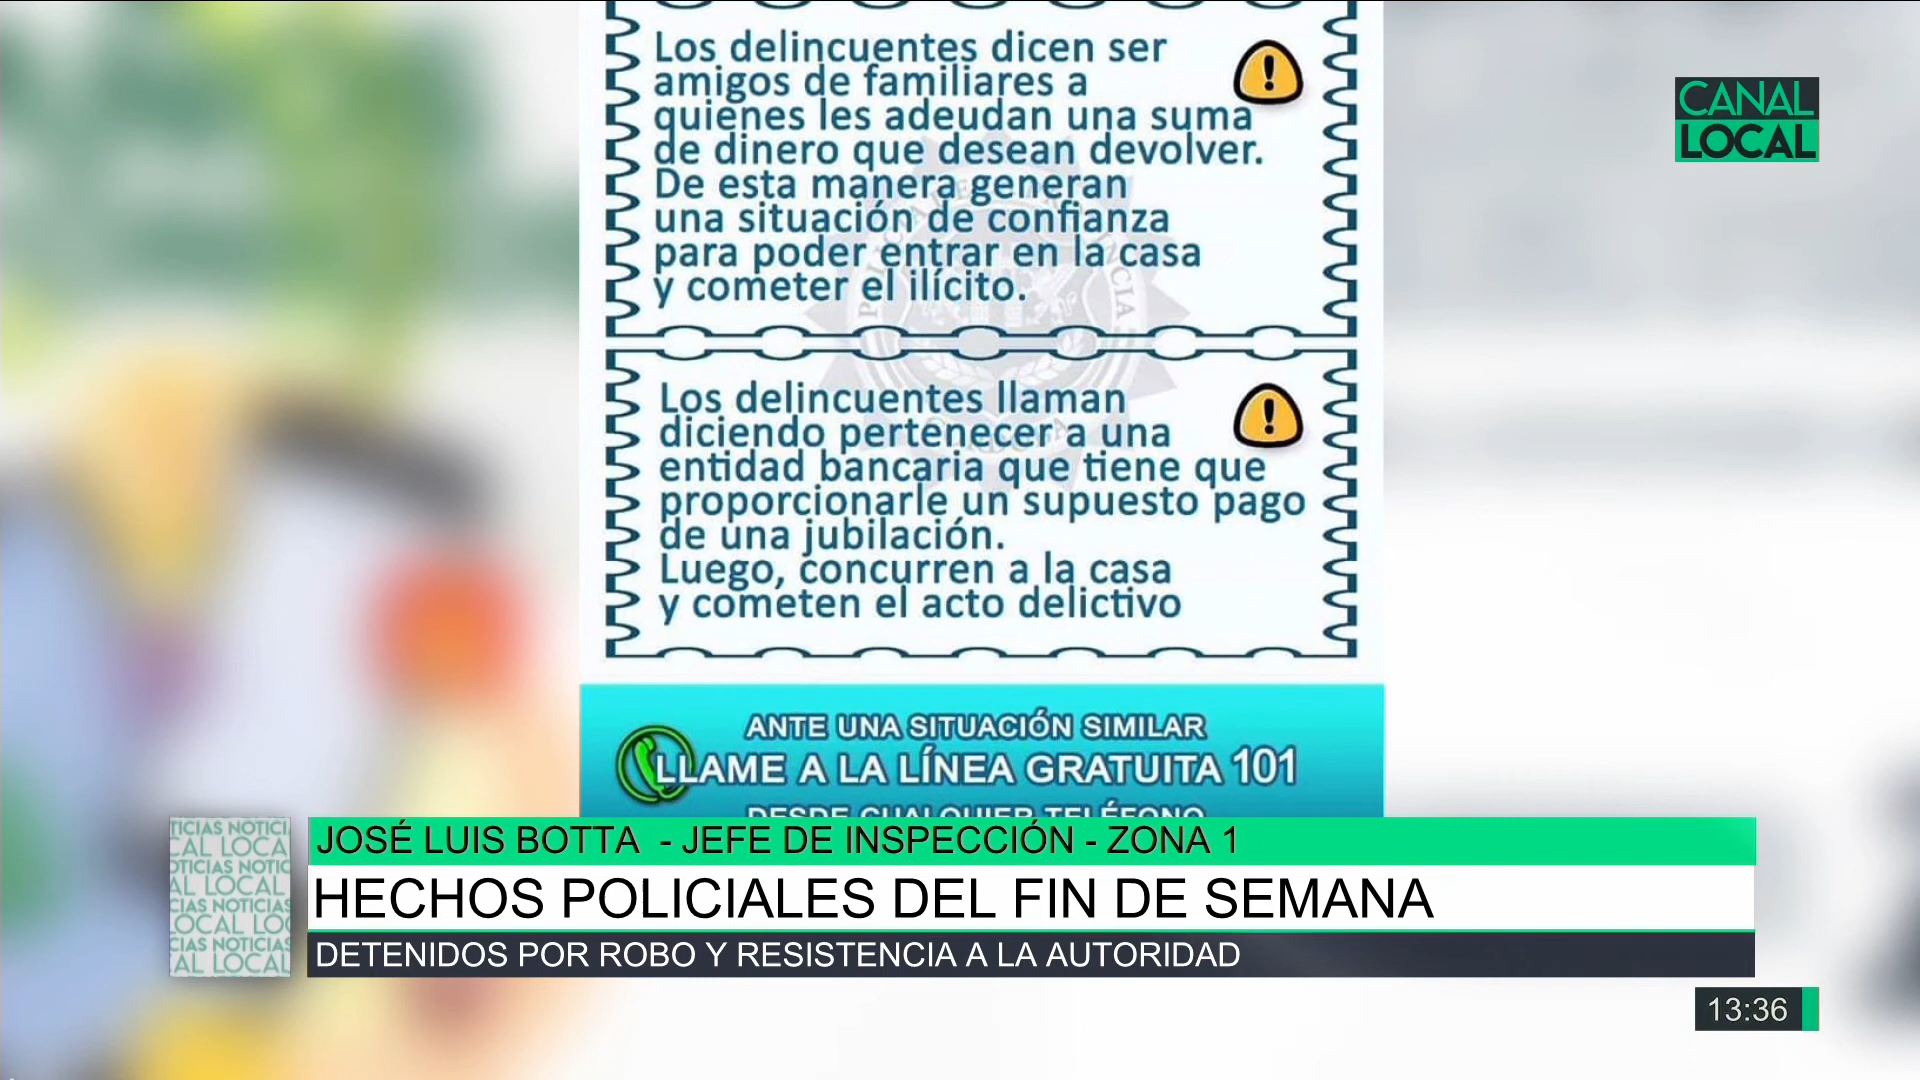 Los delincuentes dicen ser
amigos de familiares a
quienes les adeudan una suma
de dinero que desean devolver.
De esta manera generan
una situación de confianza
para poder entrar en la casa
y cometer el ilícito.
Los delincuentes llaman
diciendo pertenecer a una
entidad bancaria que tiene que
proporcionarle un supuesto pago
de una jubilación.
Luego, concurren a la casa
y cometen el acto delictivo
ANTE UNA SITUACIÓN SIMILAR
LLAME A LA LÍNEA GRATUITA 101
DESDE CUALQUIER TELÉFONO
CANAL
LOCAL
JOSÉ LUIS BOTTA - JEFE DE INSPECCIÓN - ZONA 1
HECHOS POLICIALES DEL FIN DE SEMANA
DETENIDOS POR ROBO Y RESISTENCIA A LA AUTORIDAD
13:36